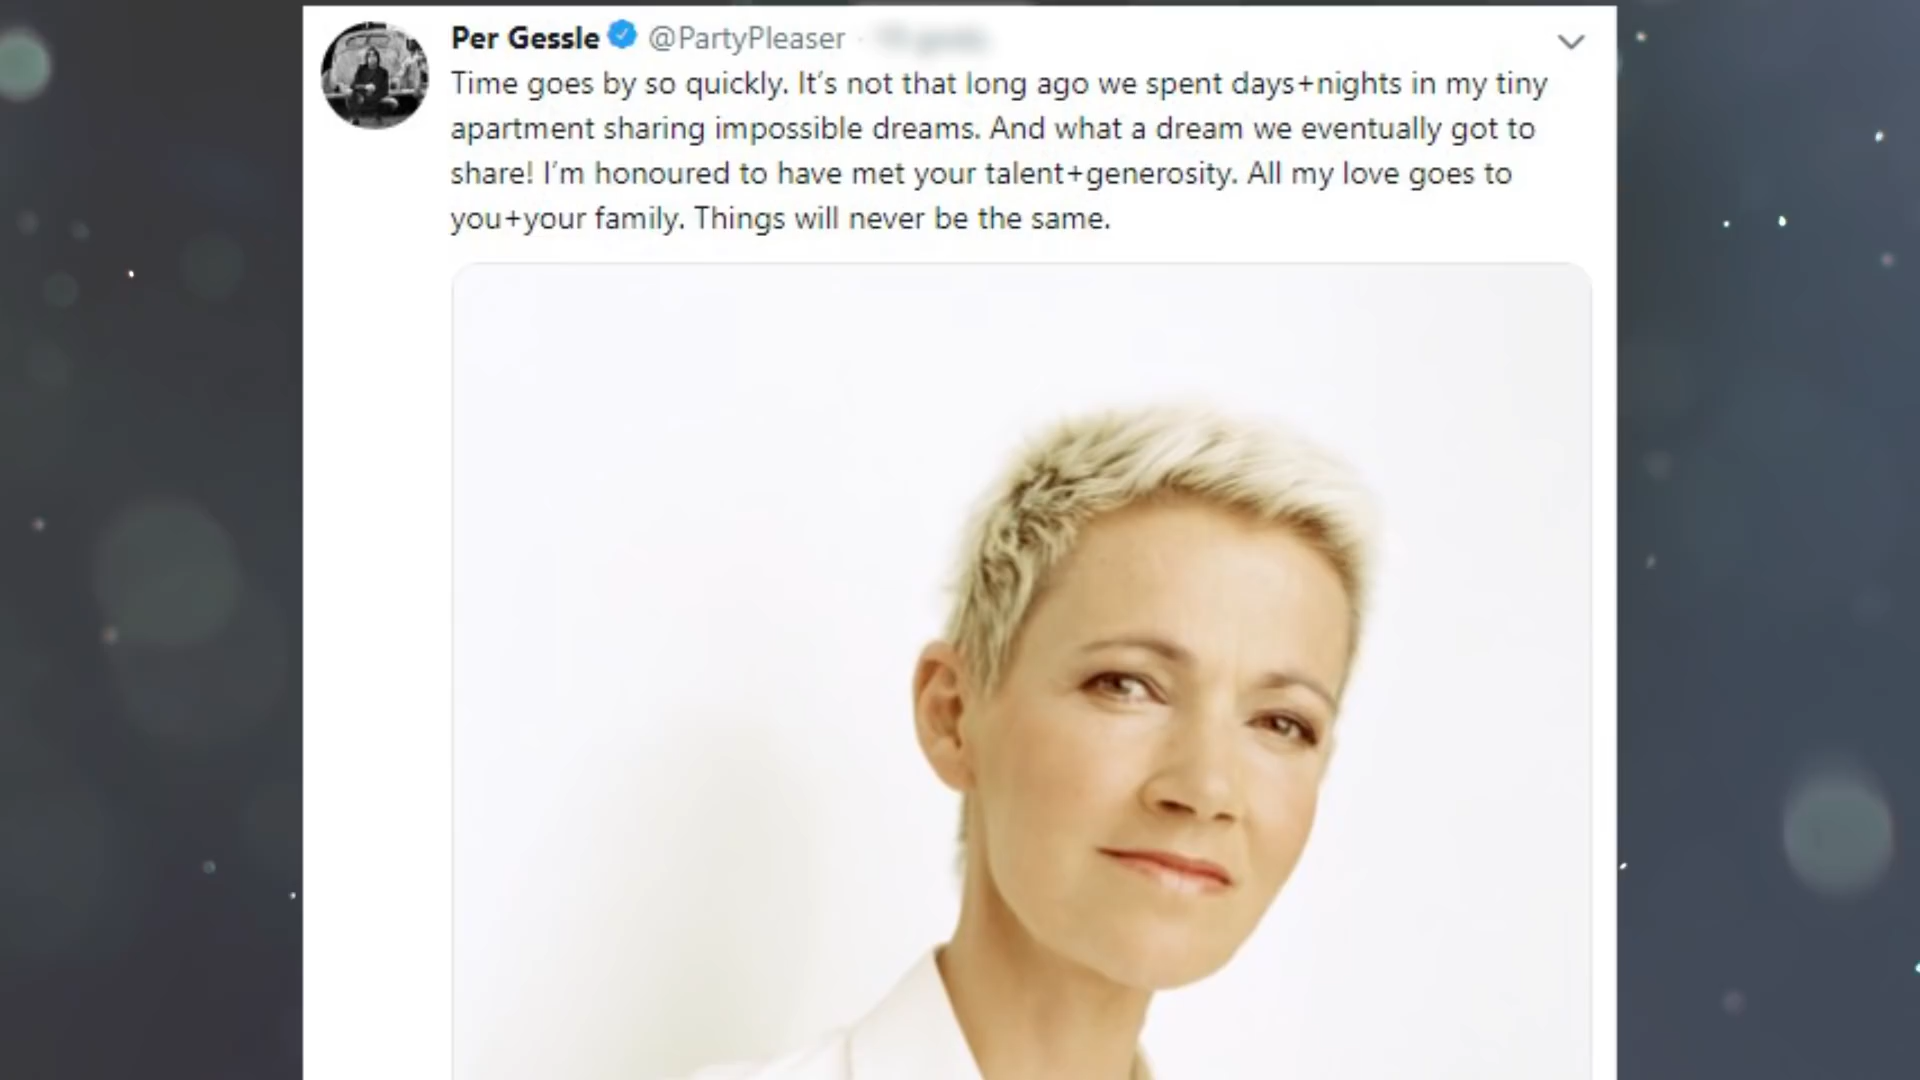 Per Gessle @PartyPleaser ·
Time goes by so quickly. It’s not that long ago we spent days+nights in my tiny
apartment sharing impossible dreams. And what a dream we eventually got to
share! I’m honoured to have met your talent+generosity. All my love goes to
you+your family. Things will never be the same.